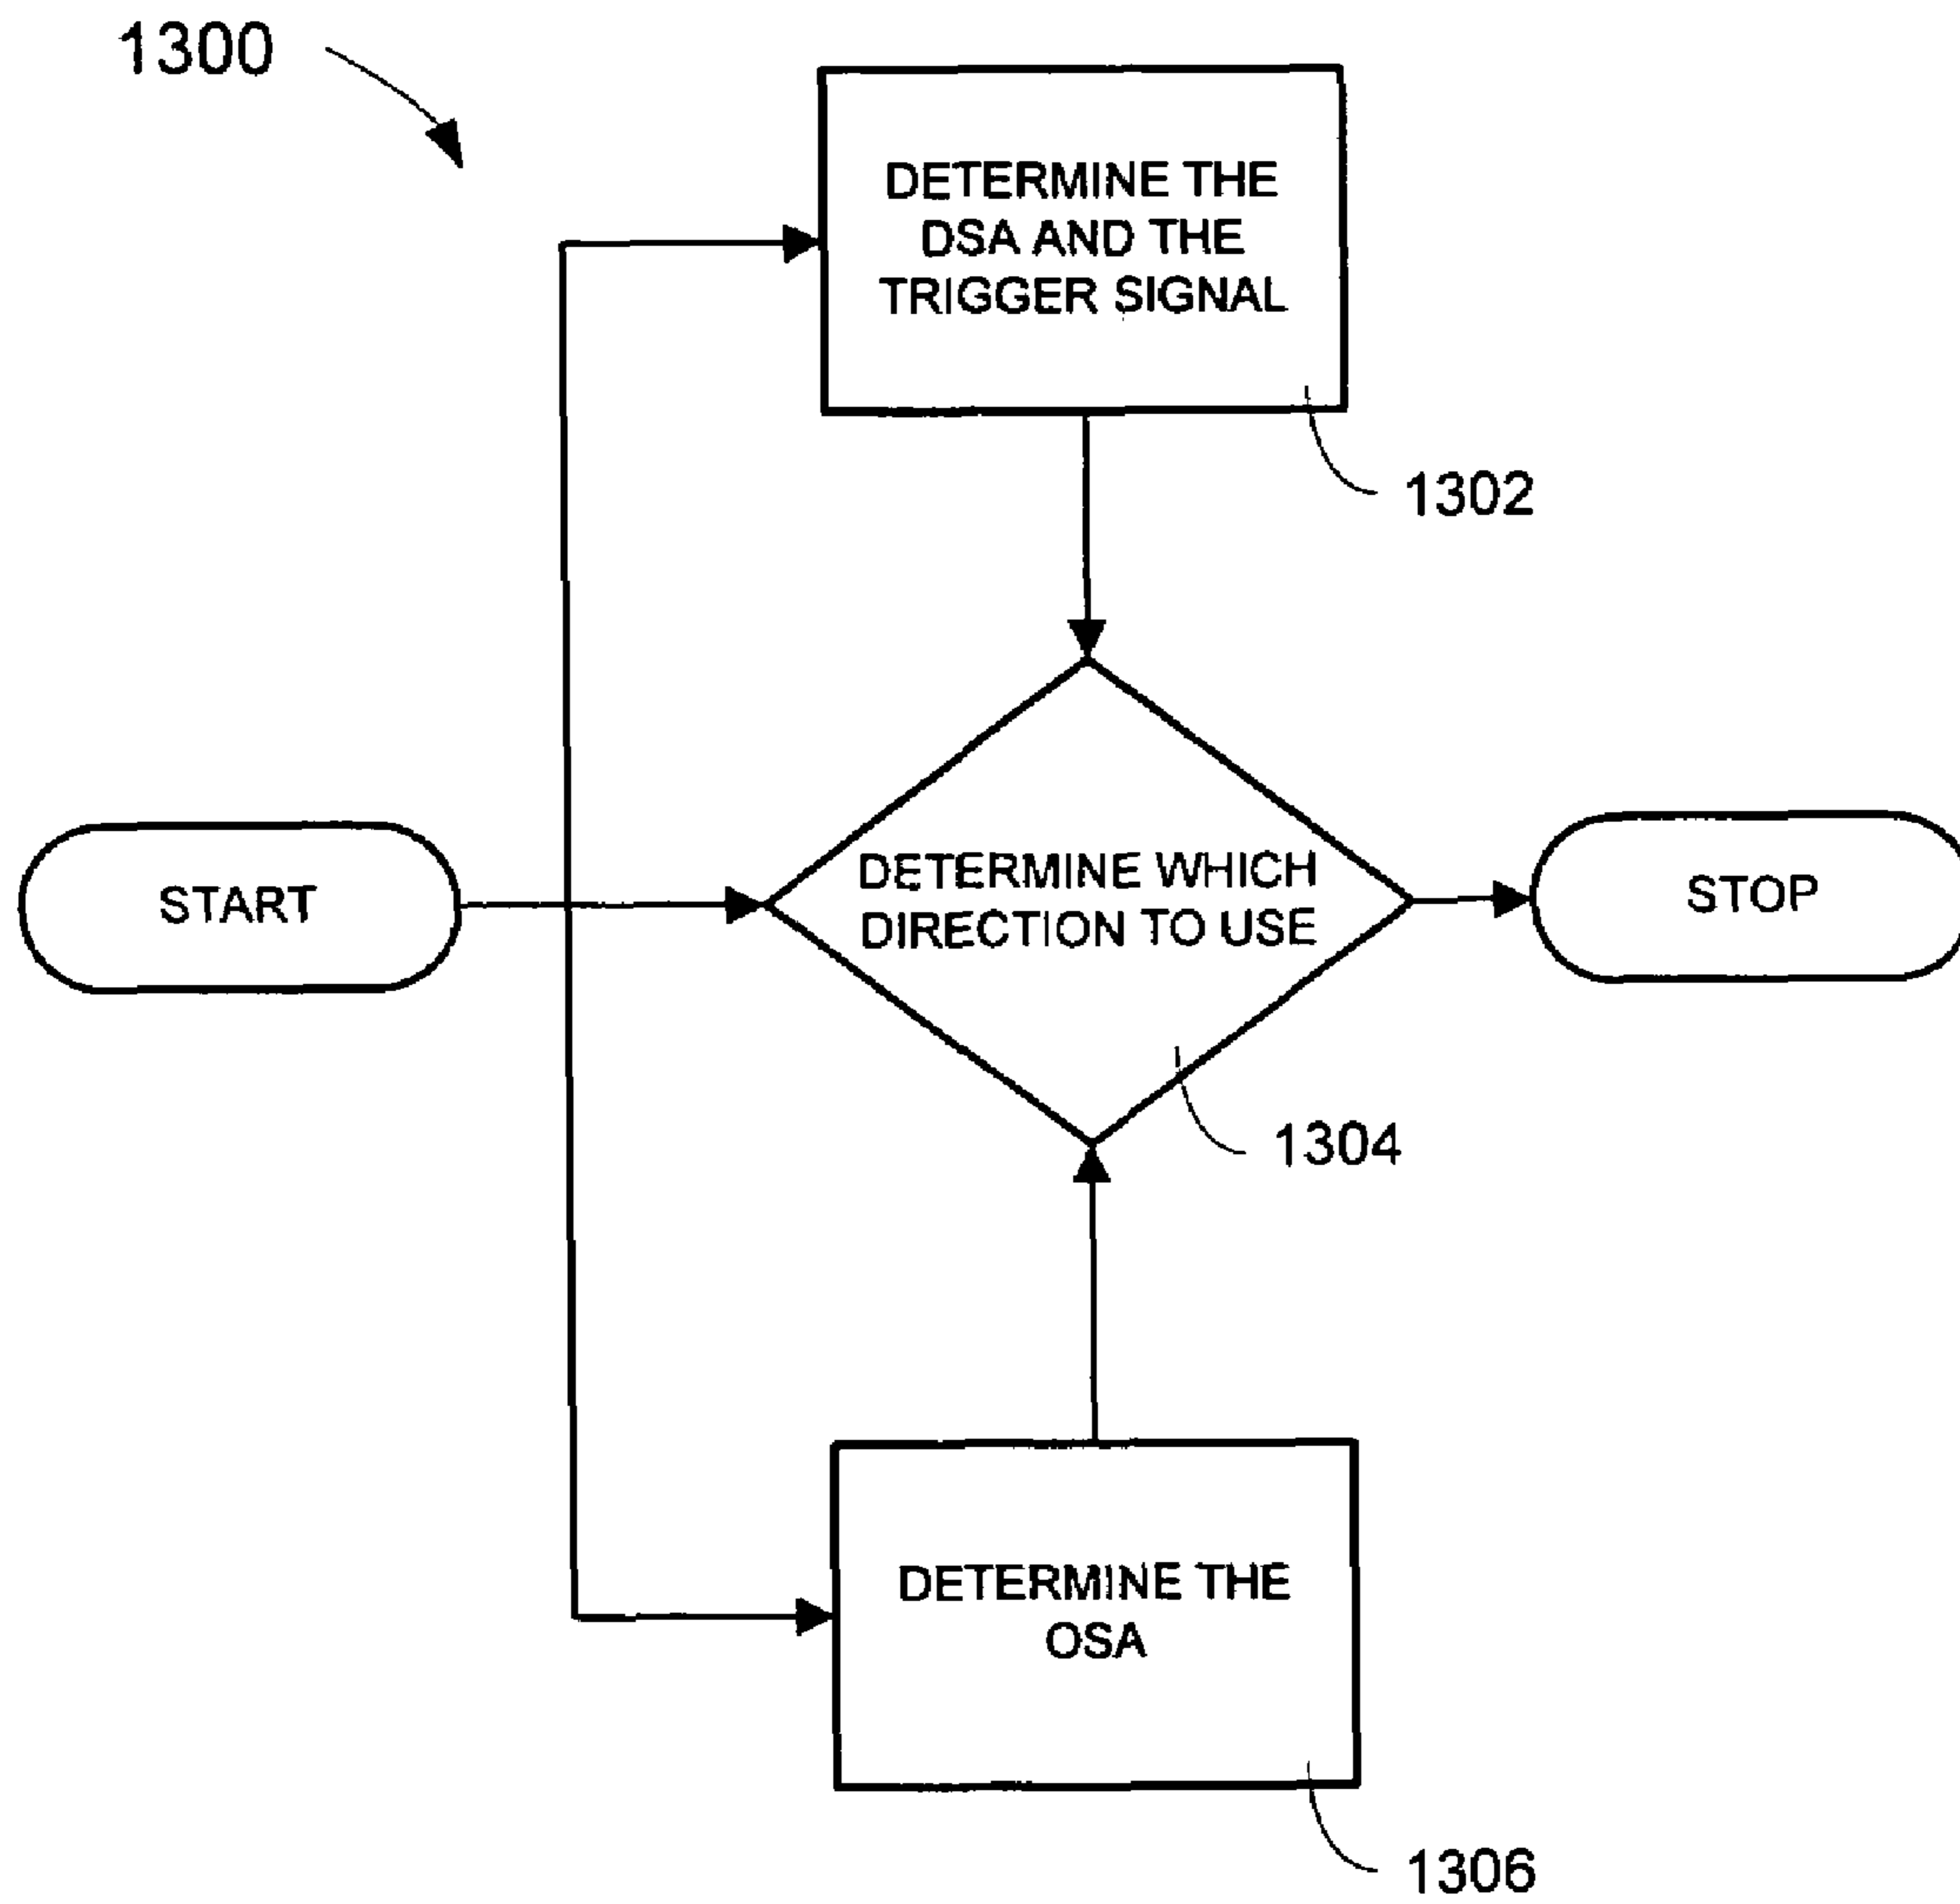 1300
DETERMINE THE
DSA AND THE
TRIGGER SIGNAL
1302
START
DETERMINE WHICH
DIRECTION TO USE
STOP
1304
DETERMINE THE
OSA
1306